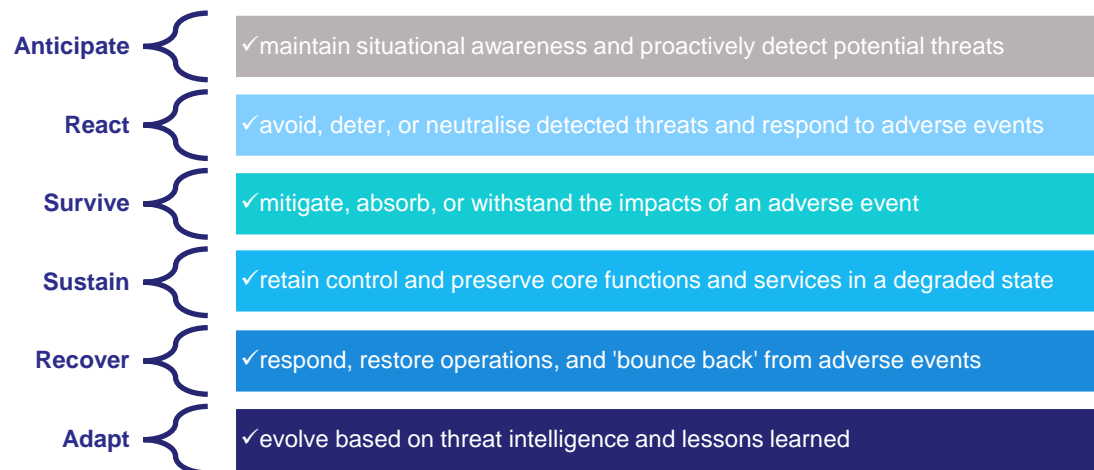 Anticipate
✓maintain situational awareness and proactively detect potential threats
React
✓avoid, deter, or neutralise detected threats and respond to adverse events
Survive
✓mitigate, absorb, or withstand the impacts of an adverse event
Sustain
✓retain control and preserve core functions and services in a degraded state
Recover
✓respond, restore operations, and 'bounce back' from adverse events
Adapt
✓evolve based on threat intelligence and lessons learned